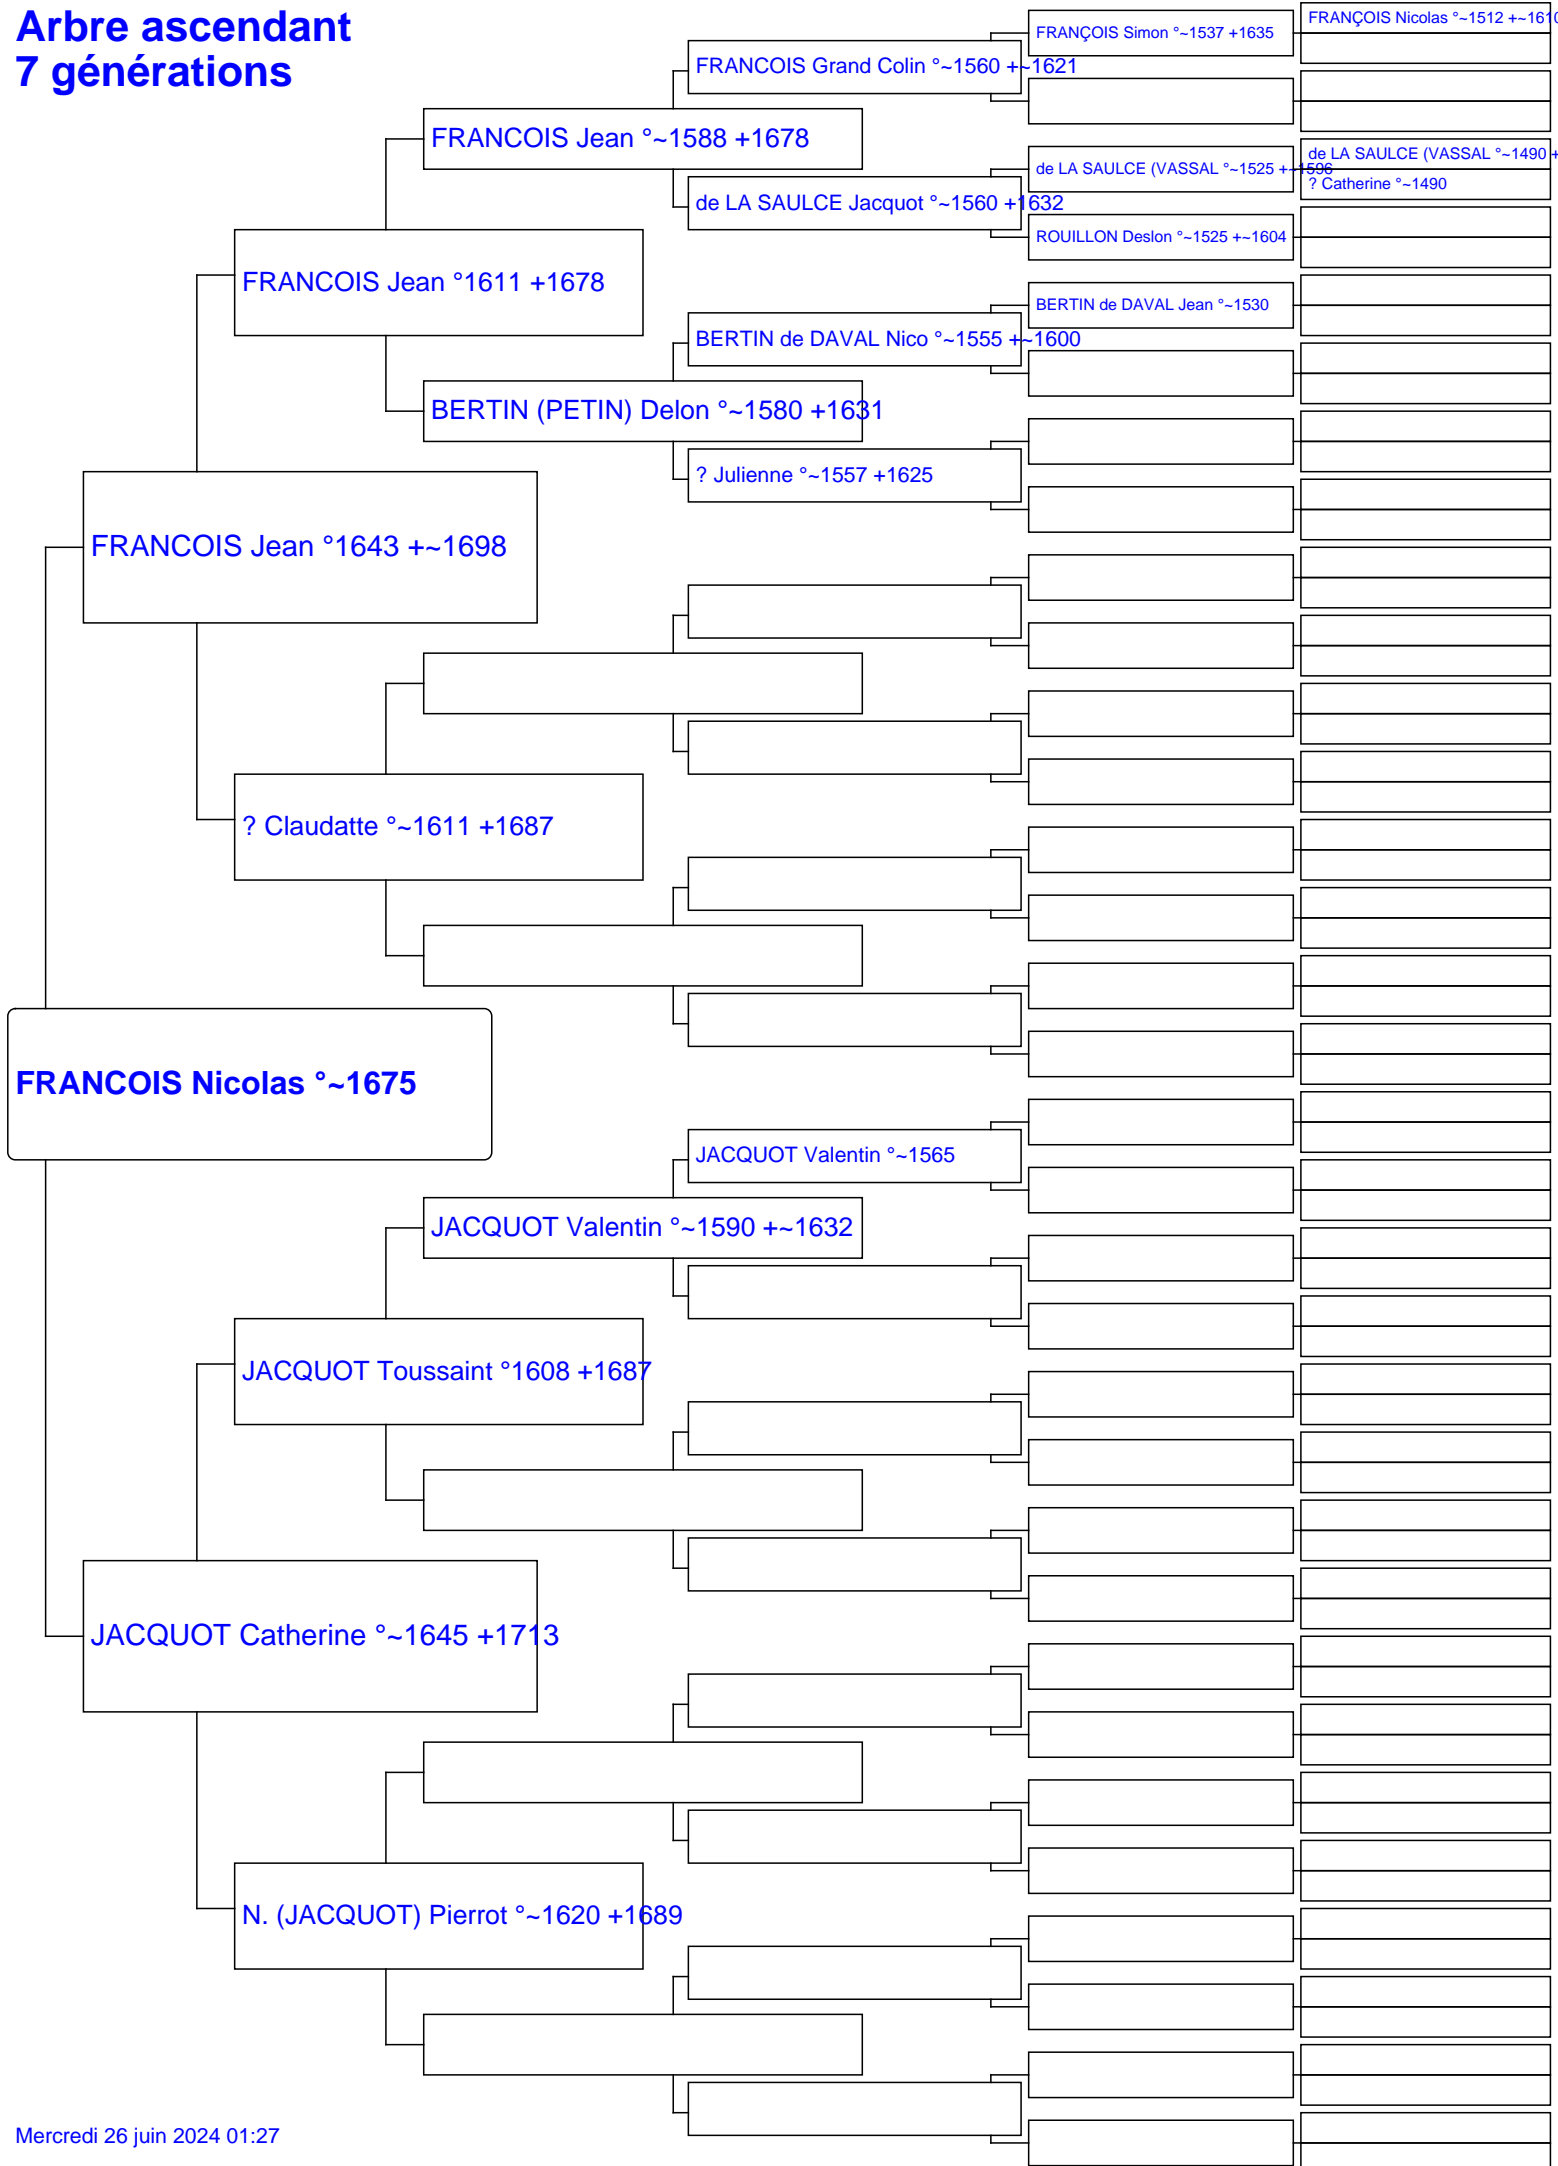 Arbre ascendant
7 générations
FRANÇOIS Nicolas °~1512 +~1610
FRANÇOIS Simon °~1537 +1635
FRANCOIS Grand Colin °~1560 +~1621
FRANCOIS Jean °~1588 +1678
de LA SAULCE (VASSAL °~1490 +
de LA SAULCE (VASSAL °~1525 +~1596
? Catherine °~1490
de LA SAULCE Jacquot °~1560 +1632
ROUILLON Deslon °~1525 +~1604
FRANCOIS Jean °1611 +1678
BERTIN de DAVAL Jean °~1530
BERTIN de DAVAL Nico °~1555 +~1600
BERTIN (PETIN) Delon °~1580 +1631
? Julienne °~1557 +1625
FRANCOIS Jean °1643 +~1698
? Claudatte °~1611 +1687
FRANCOIS Nicolas °~1675
JACQUOT Valentin °~1565
JACQUOT Valentin °~1590 +~1632
JACQUOT Toussaint °1608 +1687
JACQUOT Catherine °~1645 +1713
N. (JACQUOT) Pierrot °~1620 +1689
Mercredi 26 juin 2024 01:27